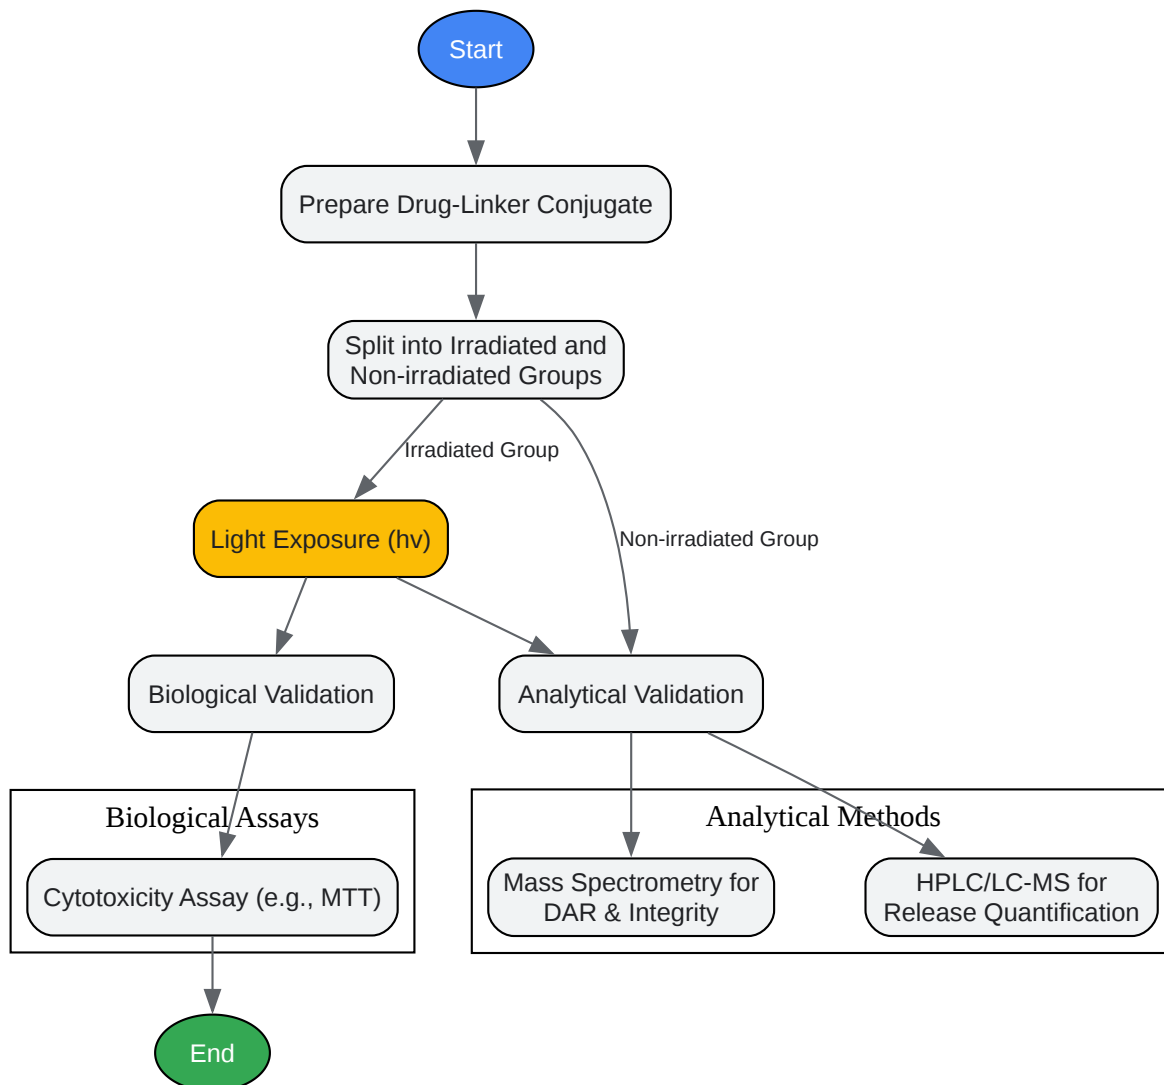 Start
Prepare Drug-Linker Conjugate
Split into Irradiated and
Non-irradiated Groups
Irradiated Group
Light Exposure (hv)
Non-irradiated Group
Biological Validation
Analytical Validation
Biological Assays
Analytical Methods
Cytotoxicity Assay (e.g., MTT)
Mass Spectrometry for
DAR & Integrity
HPLC/LC-MS for
Release Quantification
End